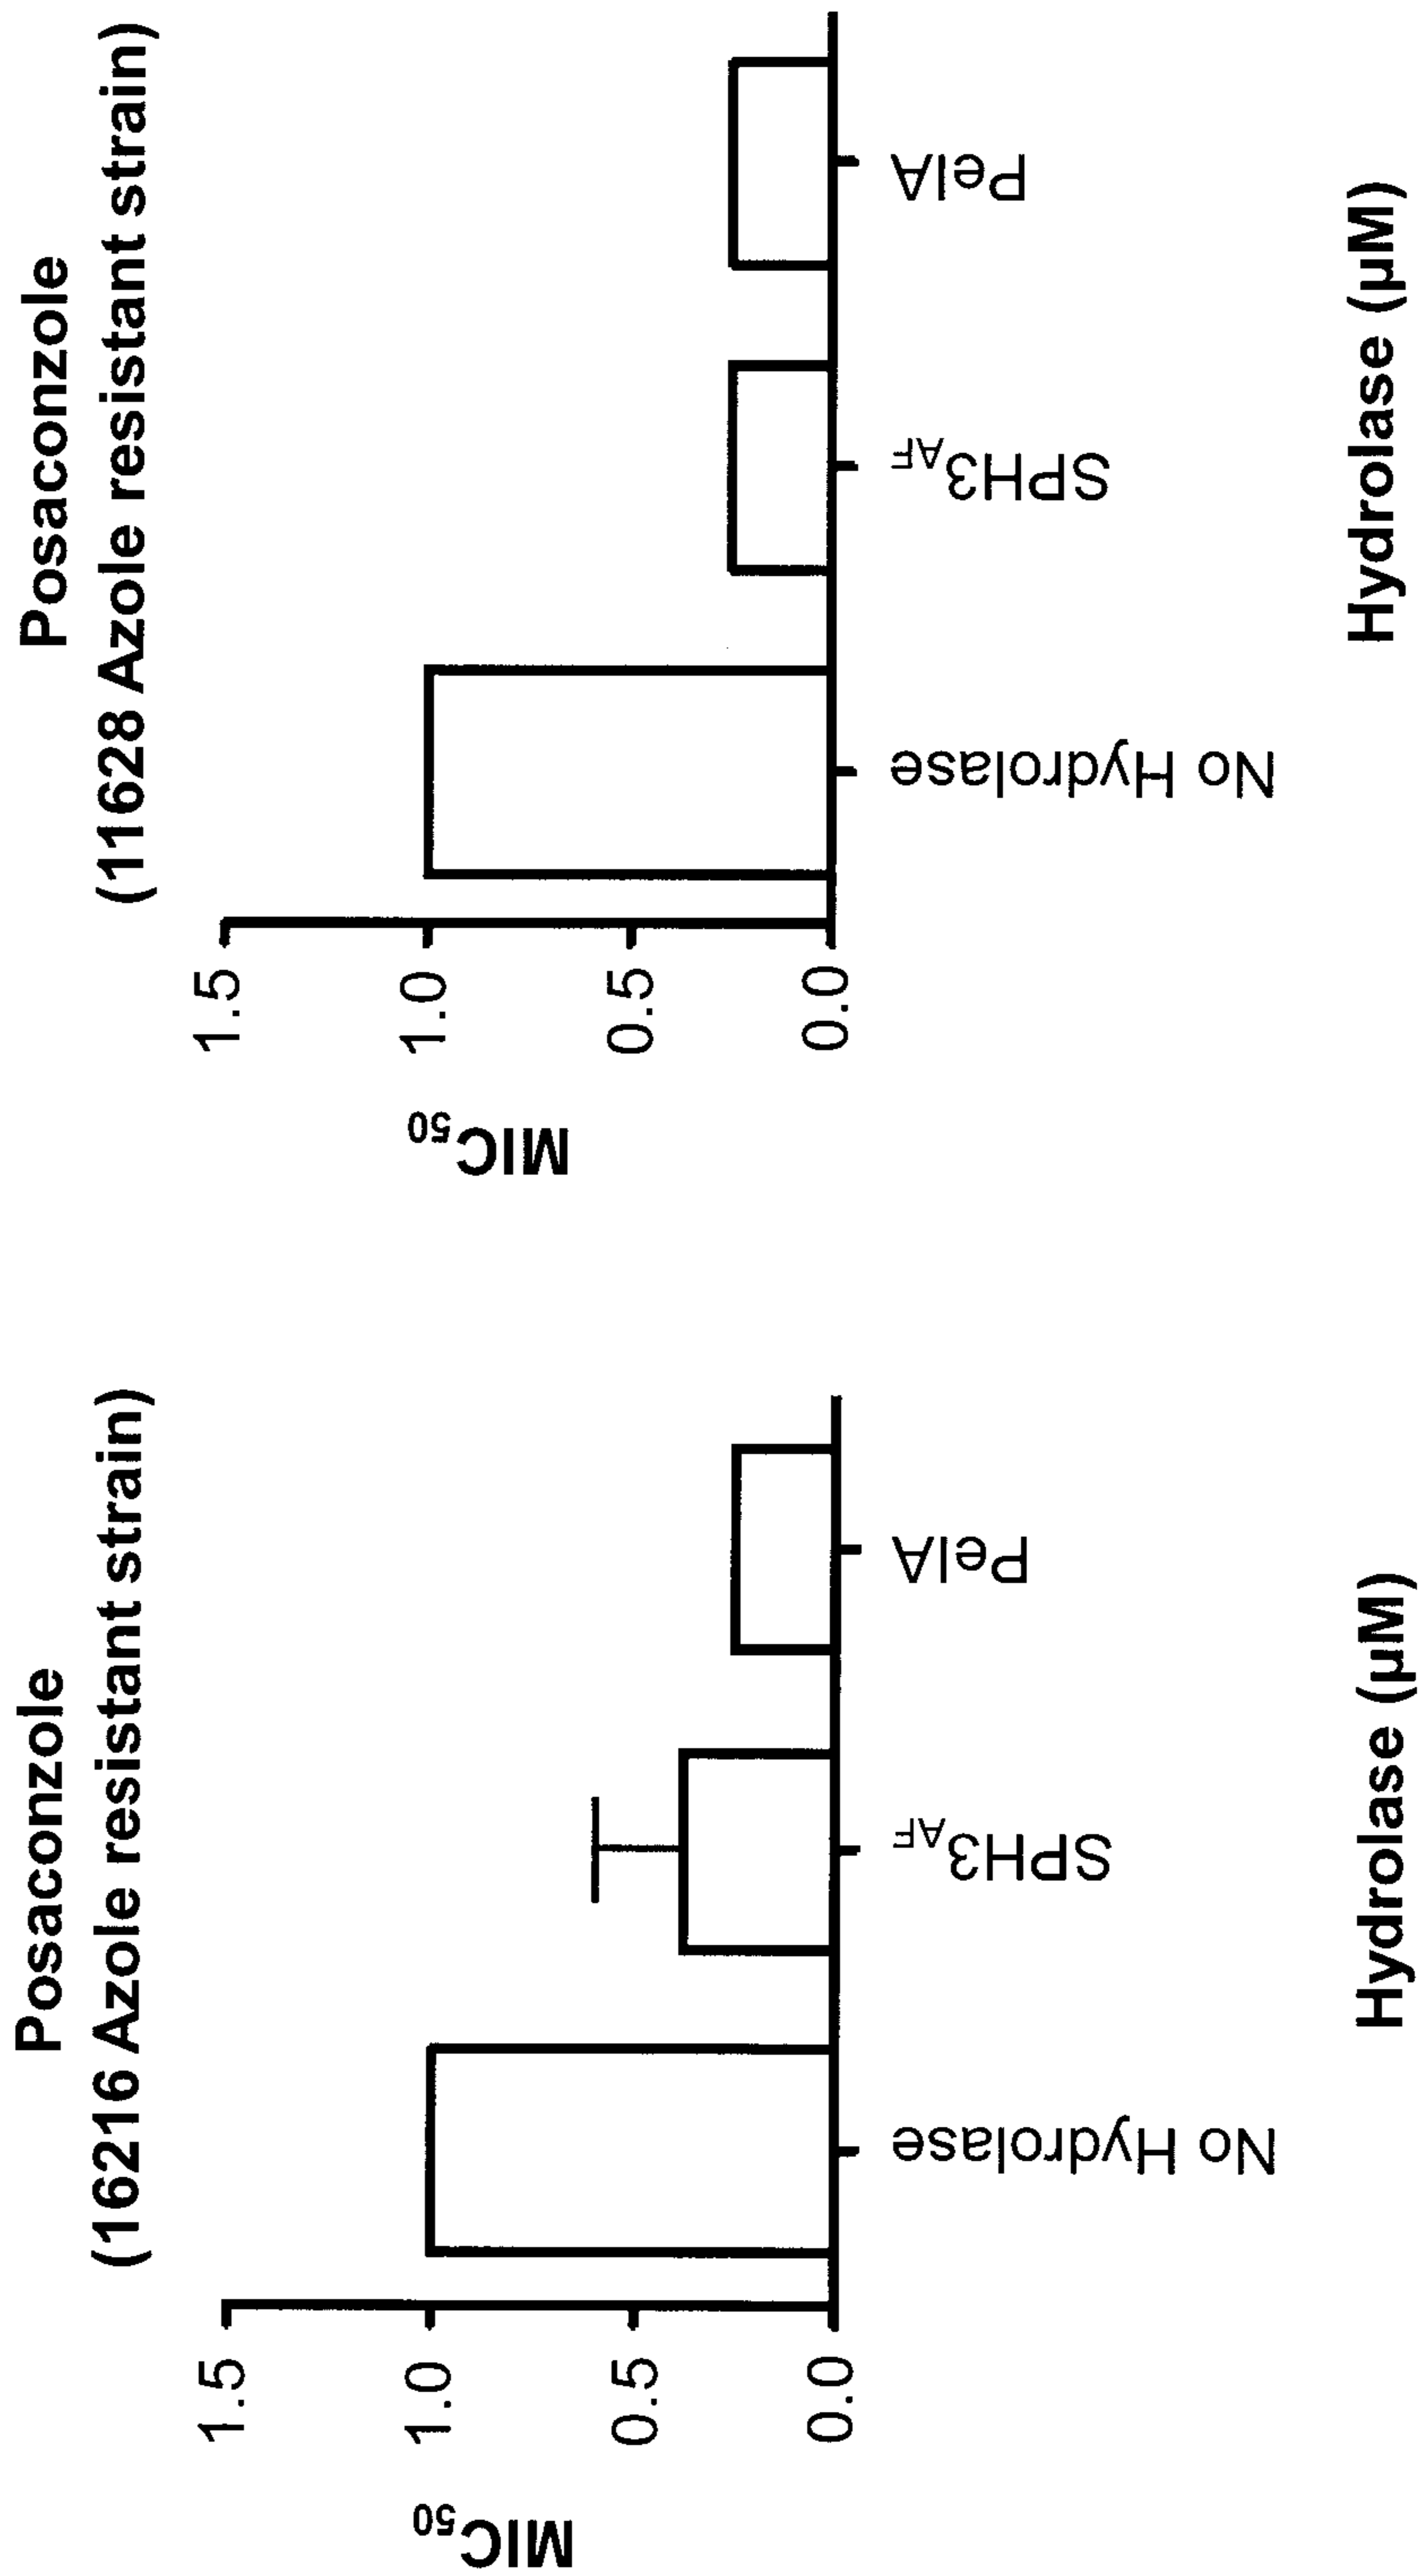 Posaconzole
(16216 Azole resistant strain)
MIC50
1.5
1.0
0.5
0.0
No Hydrolase
SPH3AF
PelA
Hydrolase (µM)
Posaconzole
(11628 Azole resistant strain)
MIC50
1.5
1.0
0.5
0.0
No Hydrolase
SPH3AF
PelA
Hydrolase (µM)